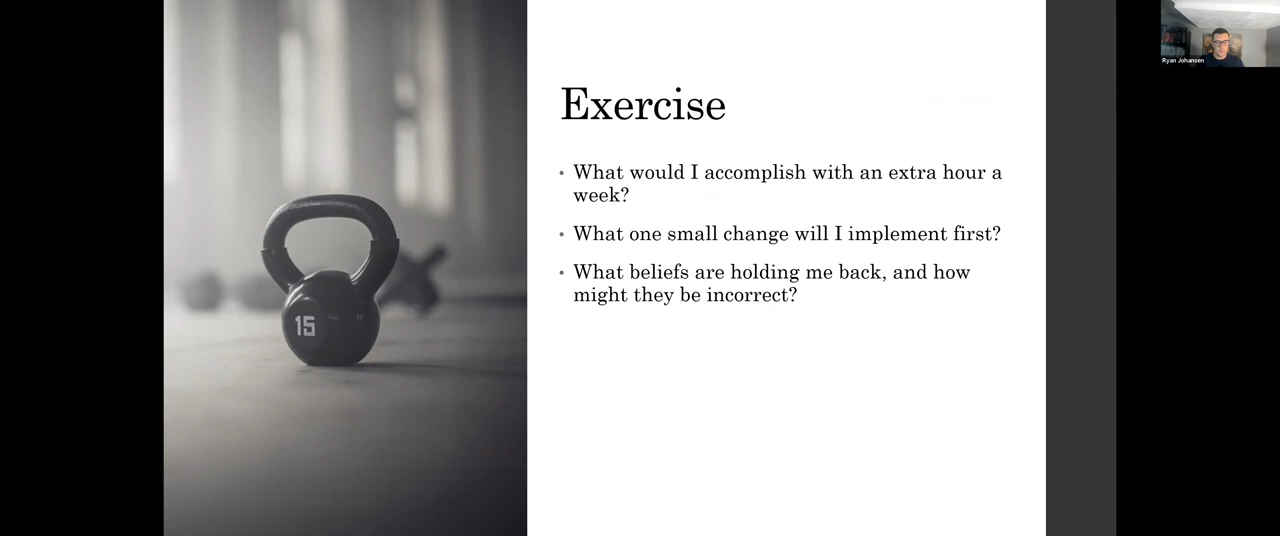 Exercise
• What would I accomplish with an extra hour a
week?
• What one small change will I implement first?
• What beliefs are holding me back, and how
might they be incorrect?
15
Ryan Johansen